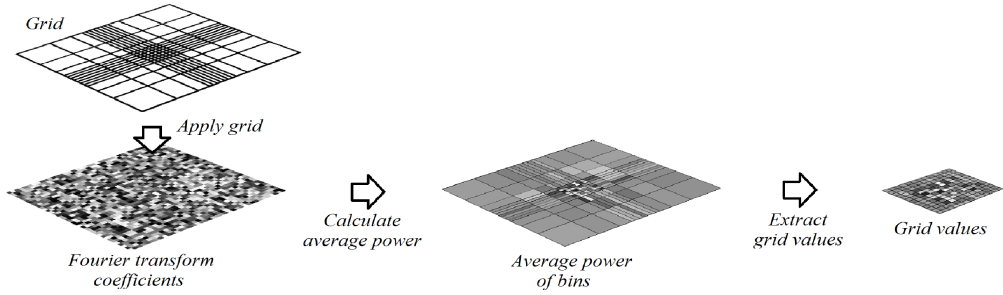 Grid
Apply grid
Fourier transform
coefficients
Calculate
average power
Average power
of bins
Extract
grid values
Grid values